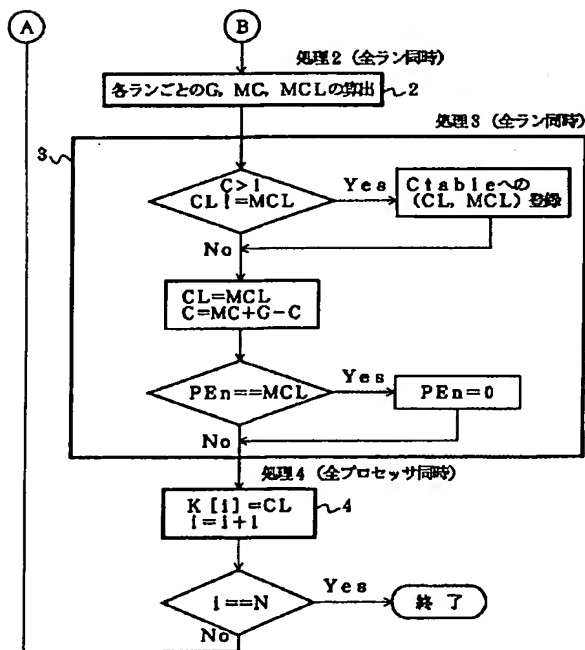 A
B
処理2 (全ラン同時)
各ランごとのG, MC, MCLの算出
2
処理3 (全ラン同時)
3
C>1
CL!=MCL
Yes
Ctableへの
(CL, MCL) 登録
No
CL=MCL
C=MC+G-C
PEn==MCL
Yes
PEn=0
No
処理4 (全プロセッサ同時)
K[i]=CL
i=i+1
4
i==N
Yes
終了
No